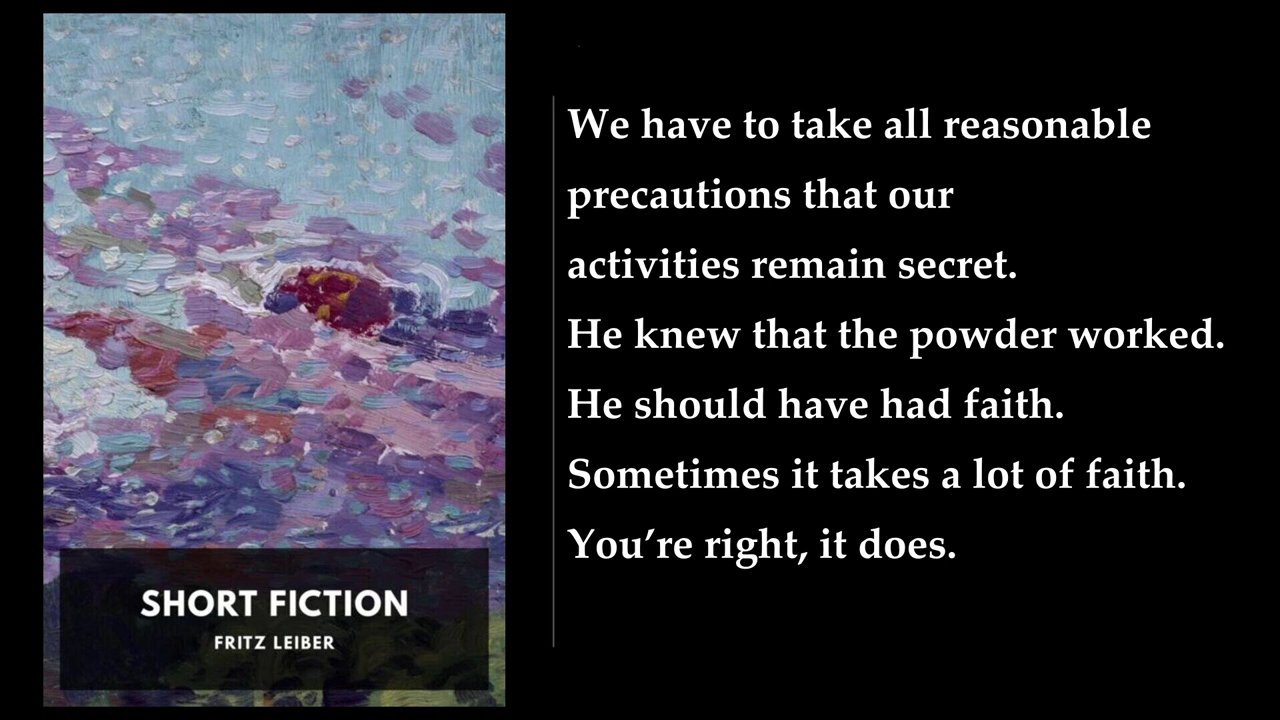 SHORT FICTION
FRITZ LEIBER
We have to take all reasonable
precautions that our
activities remain secret.
He knew that the powder worked.
He should have had faith.
Sometimes it takes a lot of faith.
You’re right, it does.